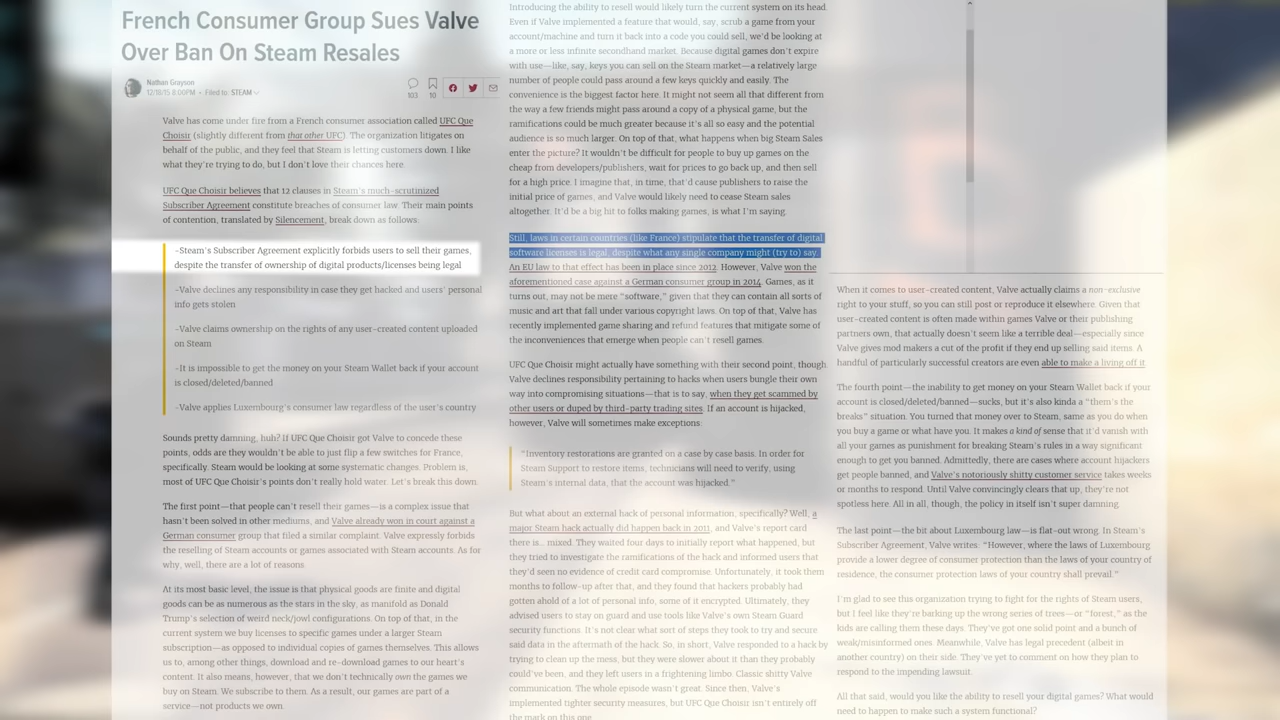 French Consumer Group Sues Valve
Over Ban On Steam Resales
Nathan Grayson
12/18/15 8:00PM • Filed to: STEAM
103
10
Valve has come under fire from a French consumer association called UFC Que
Choisir (slightly different from that other UFC). The organization litigates on
behalf of the public, and they feel that Steam is letting customers down. I like
what they're trying to do, but I don't love their chances here.
UFC Que Choisir believes that 12 clauses in Steam's much-scrutinized
Subscriber Agreement constitute breaches of consumer law. Their main points
of contention, translated by Silencement, break down as follows:
-Steam's Subscriber Agreement explicitly forbids users to sell their games,
despite the transfer of ownership of digital products/licenses being legal
-Valve declines any responsibility in case they get hacked and users' personal
info gets stolen
-Valve claims ownership on the rights of any user-created content uploaded
on Steam
-It is impossible to get the money on your Steam Wallet back if your account
is closed/deleted/banned
-Valve applies Luxembourg's consumer law regardless of the user's country
Sounds pretty damning, huh? If UFC Que Choisir got Valve to concede these
points, odds are they wouldn't be able to just flip a few switches for France,
specifically. Steam would be looking at some systematic changes. Problem is,
most of UFC Que Choisir's points don't really hold water. Let's break this down.
The first point—that people can't resell their games—is a complex issue that
hasn't been solved in other mediums, and Valve already won in court against a
German consumer group that filed a similar complaint. Valve expressly forbids
the reselling of Steam accounts or games associated with Steam accounts. As for
why, well, there are a lot of reasons.
At its most basic level, the issue is that physical goods are finite and digital
goods can be as numerous as the stars in the sky, as manifold as Donald
Trump's selection of weird neck/jowl configurations. On top of that, in the
current system we buy licenses to specific games under a larger Steam
subscription—as opposed to individual copies of games themselves. This allows
us to, among other things, download and re-download games to our heart's
content. It also means, however, that we don't technically own the games we
buy on Steam. We subscribe to them. As a result, our games are part of a
service—not products we own.
Introducing the ability to resell would likely turn the current system on its head.
Even if Valve implemented a feature that would, say, scrub a game from your
account/machine and turn it back into a code you could sell, we'd be looking at
a more or less infinite secondhand market. Because digital games don't expire
with use—like, say, keys you can sell on the Steam market—a relatively large
number of people could pass around a few keys quickly and easily. The
convenience is the biggest factor here. It might not seem all that different from
the way a few friends might pass around a copy of a physical game, but the
ramifications could be much greater because it's all so easy and the potential
audience is so much larger. On top of that, what happens when big Steam Sales
enter the picture? It wouldn't be difficult for people to buy up games on the
cheap from developers/publishers, wait for prices to go back up, and then sell
for a high price. I imagine that, in time, that'd cause publishers to raise the
initial price of games, and Valve would likely need to cease Steam Sales
altogether. It'd be a big hit to folks making games, is what I'm saying.
Still, laws in certain countries (like France) stipulate that the transfer of digital
software licenses is legal, despite what any single company might (try to) say.
An EU law to that effect has been in place since 2012. However, Valve won the
aforementioned case against a German consumer group in 2014. Games, as it
turns out, may not be mere "software," given that they can contain all sorts of
music and art that fall under various copyright laws. On top of that, Valve has
recently implemented game sharing and refund features that mitigate some of
the inconveniences that emerge when people can't resell games.
UFC Que Choisir might actually have something with their second point, though.
Valve declines responsibility pertaining to hacks when users bungle their own
way into compromising situations—that is to say, when they get scammed by
other users or duped by third-party trading sites. If an account is hijacked,
however, Valve will sometimes make exceptions:
"Inventory restorations are granted on a case by case basis. In order for
Steam Support to restore items, technicians will need to verify, using
Steam's internal data, that the account was hijacked."
But what about an external hack of personal information, specifically? Well, a
major Steam hack actually did happen back in 2011, and Valve's report card
there is... mixed. They waited four days to initially report what happened, but
they tried to investigate the ramifications of the hack and informed users that
they'd seen no evidence of credit card compromise. Unfortunately, it took them
months to follow-up after that, and they found that hackers probably had
gotten ahold of a lot of personal info, some of it encrypted. Ultimately, they
advised users to stay on guard and use tools like Valve's own Steam Guard
security functions. It's not clear what sort of steps they took to try and secure
said data in the aftermath of the hack. So, in short, Valve responded to a hack by
trying to clean up the mess, but they were slower about it than they probably
could've been, and they left users in a frightening limbo. Classic shitty Valve
communication. The whole episode wasn't great. Since then, Valve's
implemented tighter security measures, but UFC Que Choisir isn't entirely off
the mark on this one.
When it comes to user-created content, Valve actually claims a non-exclusive
right to your stuff, so you can still post or reproduce it elsewhere. Given that
user-created content is often made within games Valve or their publishing
partners own, that actually doesn't seem like a terrible deal—especially since
Valve gives mod makers a cut of the profit if they end up selling said items. A
handful of particularly successful creators are even able to make a living off it.
The fourth point—the inability to get money on your Steam Wallet back if your
account is closed/deleted/banned—sucks, but it's also kinda a "them's the
breaks" situation. You turned that money over to Steam, same as you do when
you buy a game or what have you. It makes a kind of sense that it'd vanish with
all your games as punishment for breaking Steam's rules in a way significant
enough to get you banned. Admittedly, there are cases where account hijackers
get people banned, and Valve's notoriously shitty customer service takes weeks
or months to respond. Until Valve convincingly clears that up, they're not
spotless here. All in all, though, the policy in itself isn't super damning.
The last point—the bit about Luxembourg law—is flat-out wrong. In Steam's
Subscriber Agreement, Valve writes: "However, where the laws of Luxembourg
provide a lower degree of consumer protection than the laws of your country of
residence, the consumer protection laws of your country shall prevail."
I'm glad to see this organization trying to fight for the rights of Steam users,
but I feel like they're barking up the wrong series of trees—or "forest," as the
kids are calling them these days. They've got one solid point and a bunch of
weak/misinformed ones. Meanwhile, Valve has legal precedent (albeit in
another country) on their side. They've yet to comment on how they plan to
respond to the impending lawsuit.
All that said, would you like the ability to resell your digital games? What would
need to happen to make such a system functional?